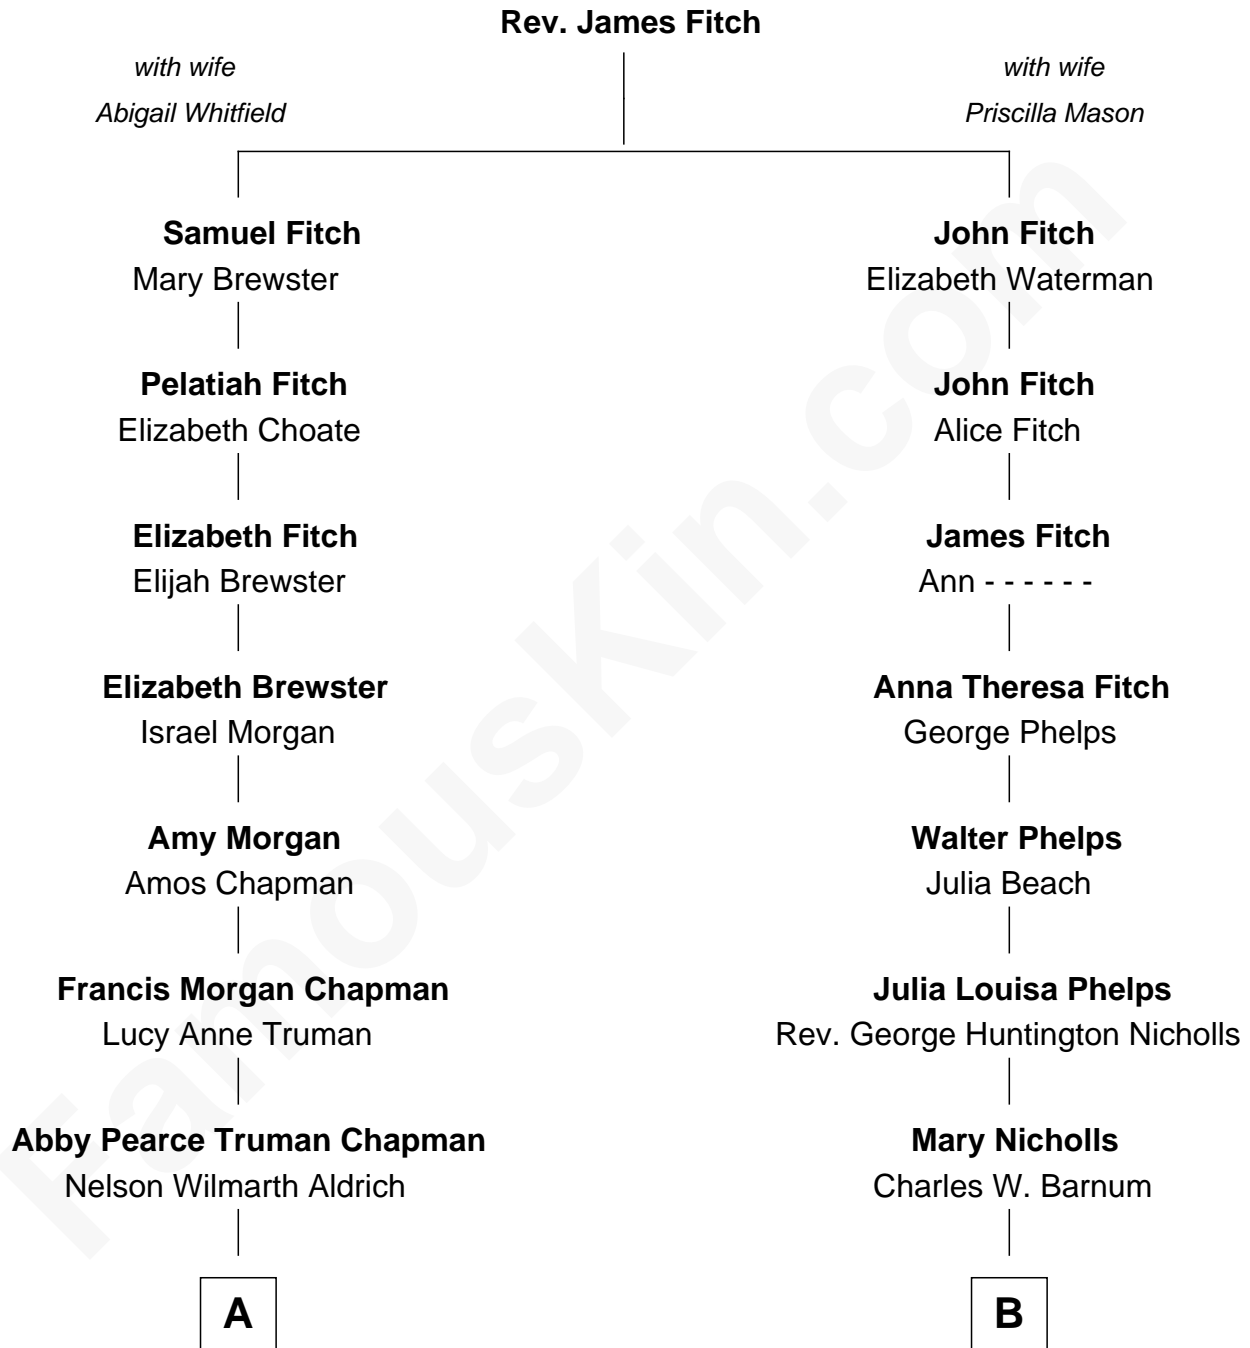 Rev. James Fitch
with wife
Abigail Whitfield
with wife
Priscilla Mason
Samuel Fitch
Mary Brewster
John Fitch
Elizabeth Waterman
Pelatiah Fitch
Elizabeth Choate
John Fitch
Alice Fitch
Elizabeth Fitch
Elijah Brewster
James Fitch
Ann - - - - - -
Elizabeth Brewster
Israel Morgan
Anna Theresa Fitch
George Phelps
Amy Morgan
Amos Chapman
Walter Phelps
Julia Beach
Francis Morgan Chapman
Lucy Anne Truman
Julia Louisa Phelps
Rev. George Huntington Nicholls
Abby Pearce Truman Chapman
Nelson Wilmarth Aldrich
Mary Nicholls
Charles W. Barnum
A
B
FamousKin.com